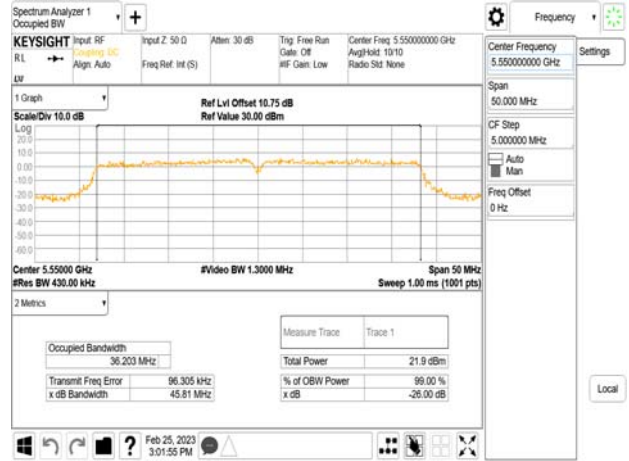 Spectrum Analyzer 1
Occupied BW
Frequency
KEYSIGHT
Input: RF
Coupling: DC
Align: Auto
Input Z: 50 Ω
Freq Ref: Int (S)
Atten: 30 dB
Trig: Free Run
Gate: Off
#IF Gain: Low
Center Freq: 5.550000000 GHz
Avg|Hold: 10/10
Radio Std: None
RL
Center Frequency
5.550000000 GHz
Settings
Span
50.000 MHz
CF Step
5.000000 MHz
Auto
Man
Freq Offset
0 Hz
Local
1 Graph
Scale/Div 10.0 dB
Ref Lvl Offset 10.75 dB
Ref Value 30.00 dBm
Log
20.0
10.0
0.00
-10.0
-20.0
-30.0
-40.0
-50.0
-60.0
Center 5.55000 GHz
#Res BW 430.00 kHz
#Video BW 1.3000 MHz
Span 50 MHz
Sweep 1.00 ms (1001 pts)
2 Metrics
Measure Trace Trace 1
Occupied Bandwidth
36.203 MHz
Total Power 21.9 dBm
Transmit Freq Error 96.305 kHz
% of OBW Power 99.00 %
x dB Bandwidth 45.81 MHz
x dB -26.00 dB
Feb 25, 2023
3:01:55 PM